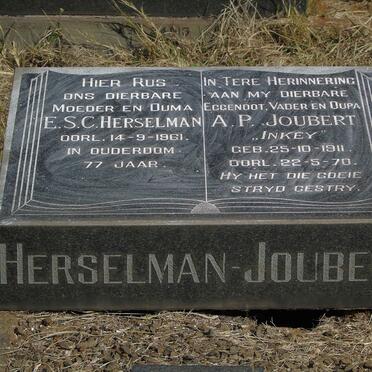 HIER RUS
ONS DIERBARE
MOEDER EN OUMA
E.S.C. HERSELMAN
OORL. 14-9-1961.
IN OUDERDOM
77 JAAR.
IN TERE HERINNERING
AAN MY DIERBARE
EGGENOOT, VADER EN OUPA
A.P. JOUBERT
„INKEY"
GEB. 25-10-1911.
OORL. 22-5-70.
HY HET DIE GOEIE
STRYD GESTRY.
HERSELMAN-JOUBE